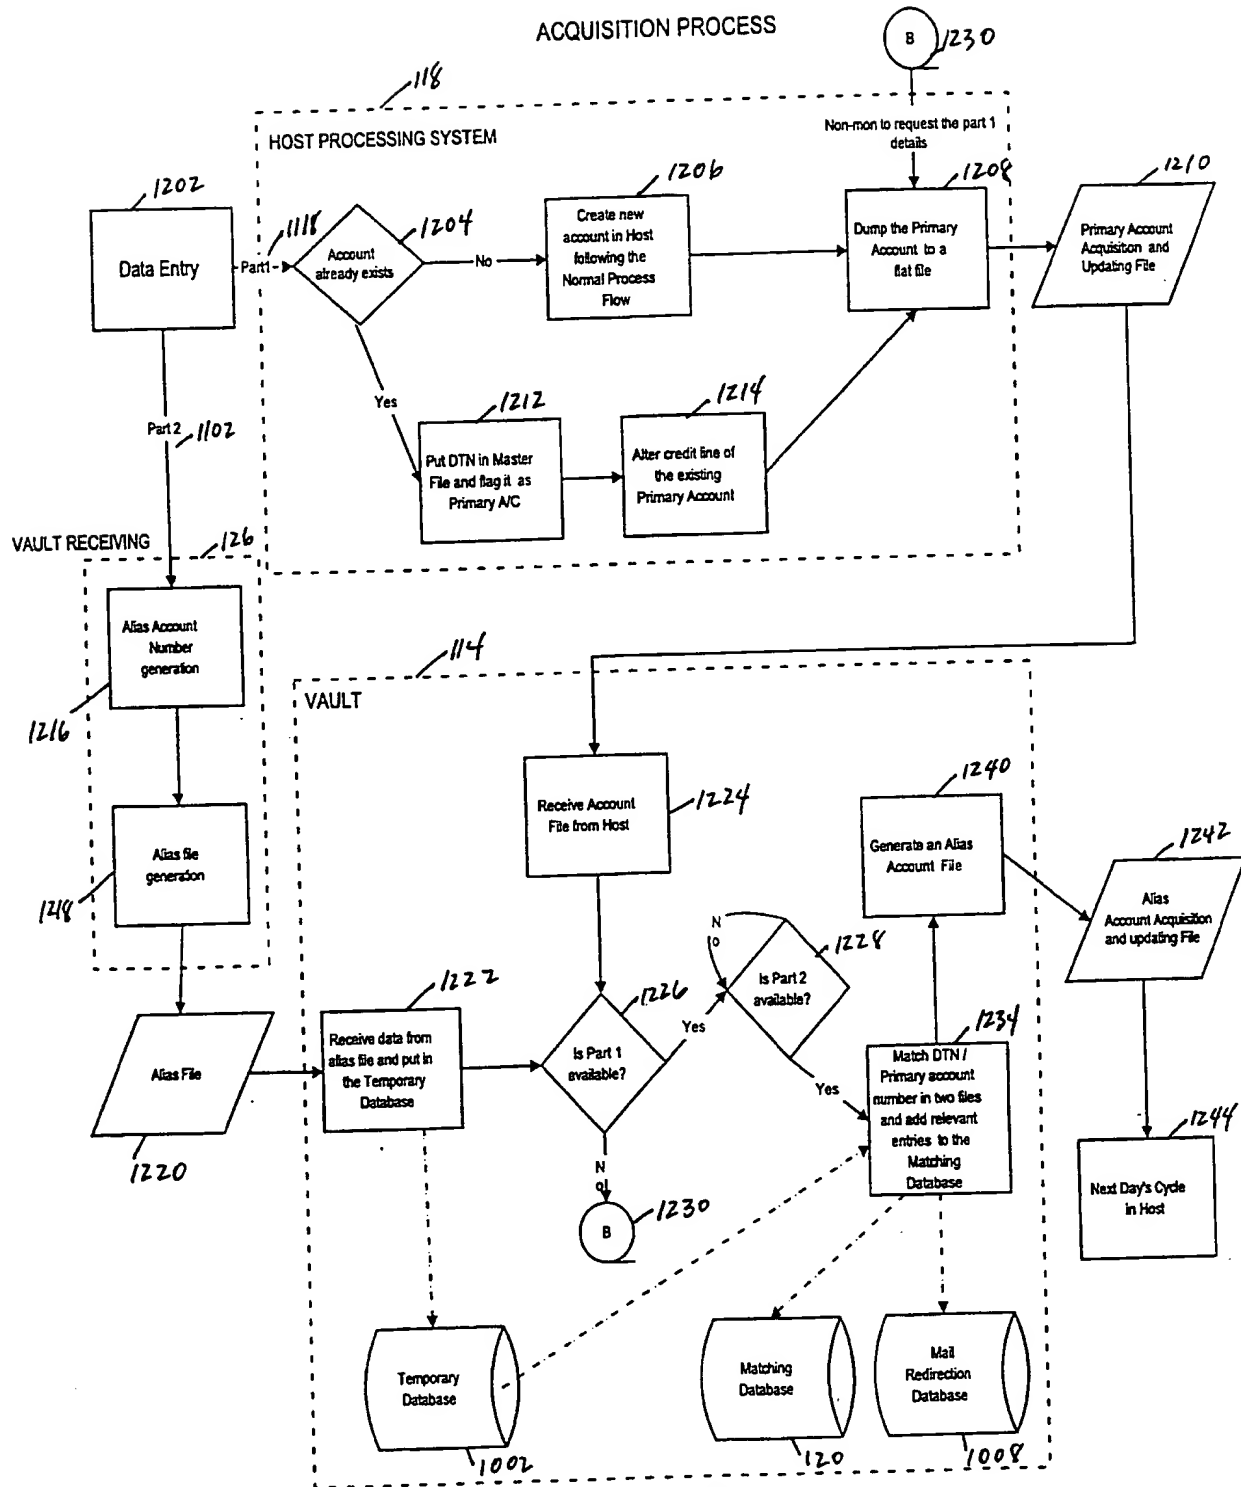 ACQUISITION PROCESS
B
1230
118
HOST PROCESSING SYSTEM
Non-mon to request the part 1
details
1202
Data Entry
1118
Part1
1204
Account
already exists
No
1206
Create new
account in Host
following the
Normal Process
Flow
1208
Dump the Primary
Account to a
flat file
1210
Primary Account
Acquisition and
Updating File
Yes
1212
Put DTN in Master
File and flag it as
Primary A/C
1214
Alter credit line of
the existing
Primary Account
Part 2
1102
VAULT RECEIVING
126
Alias Account
Number
generation
1216
Alias file
generation
1218
Alias File
1220
114
VAULT
Receive Account
File from Host
1224
1222
Receive data from
alias file and put in
the Temporary
Database
1226
Is Part 1
available?
Yes
N
o
1228
Is Part 2
available?
Yes
N
o
B
1230
1234
Match DTN /
Primary account
number in two files
and add relevant
entries to the
Matching
Database
1240
Generate an Alias
Account File
1242
Alias
Account Acquisition
and updating File
1244
Next Day's Cycle
in Host
Temporary
Database
1002
Matching
Database
120
Mail
Redirection
Database
1008